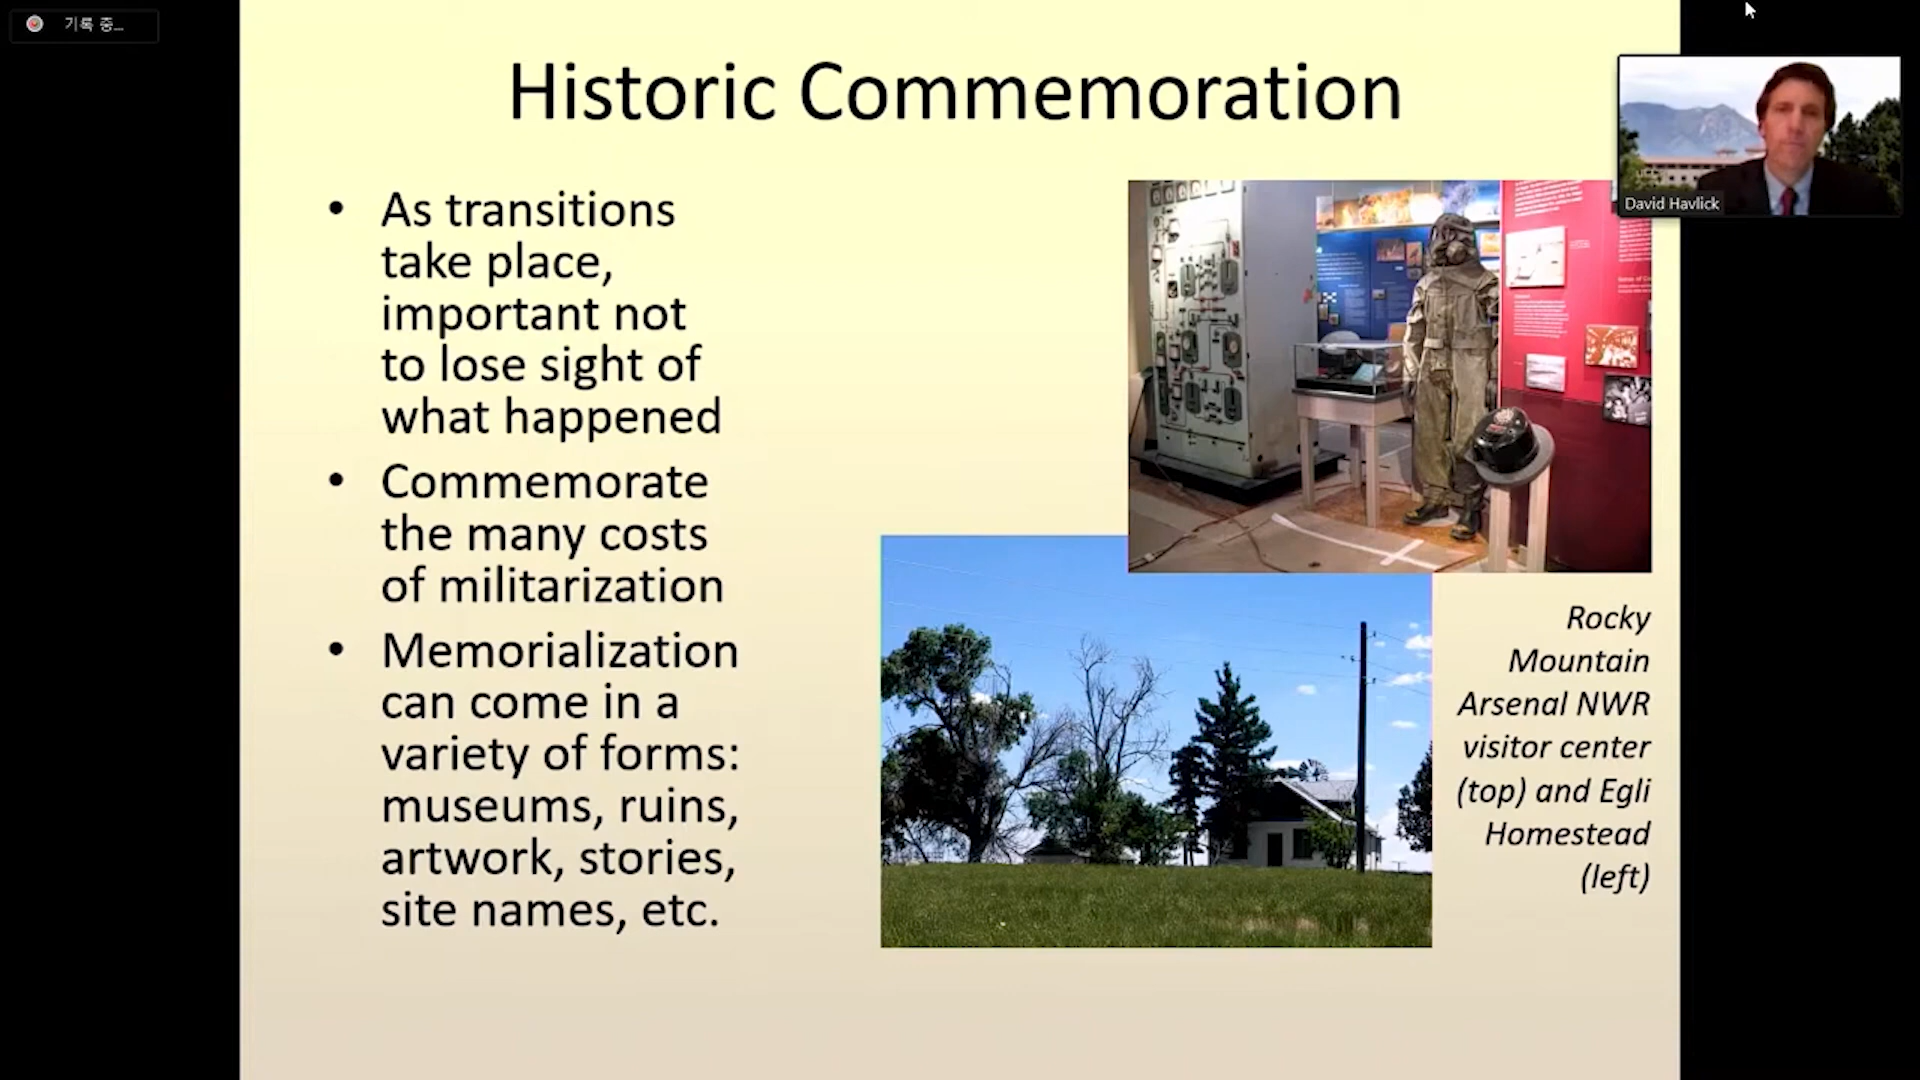 기록 중...
Historic Commemoration
• As transitions
take place,
important not
to lose sight of
what happened
• Commemorate
the many costs
of militarization
• Memorialization
can come in a
variety of forms:
museums, ruins,
artwork, stories,
site names, etc.
David Havlick
Rocky
Mountain
Arsenal NWR
visitor center
(top) and Egli
Homestead
(left)